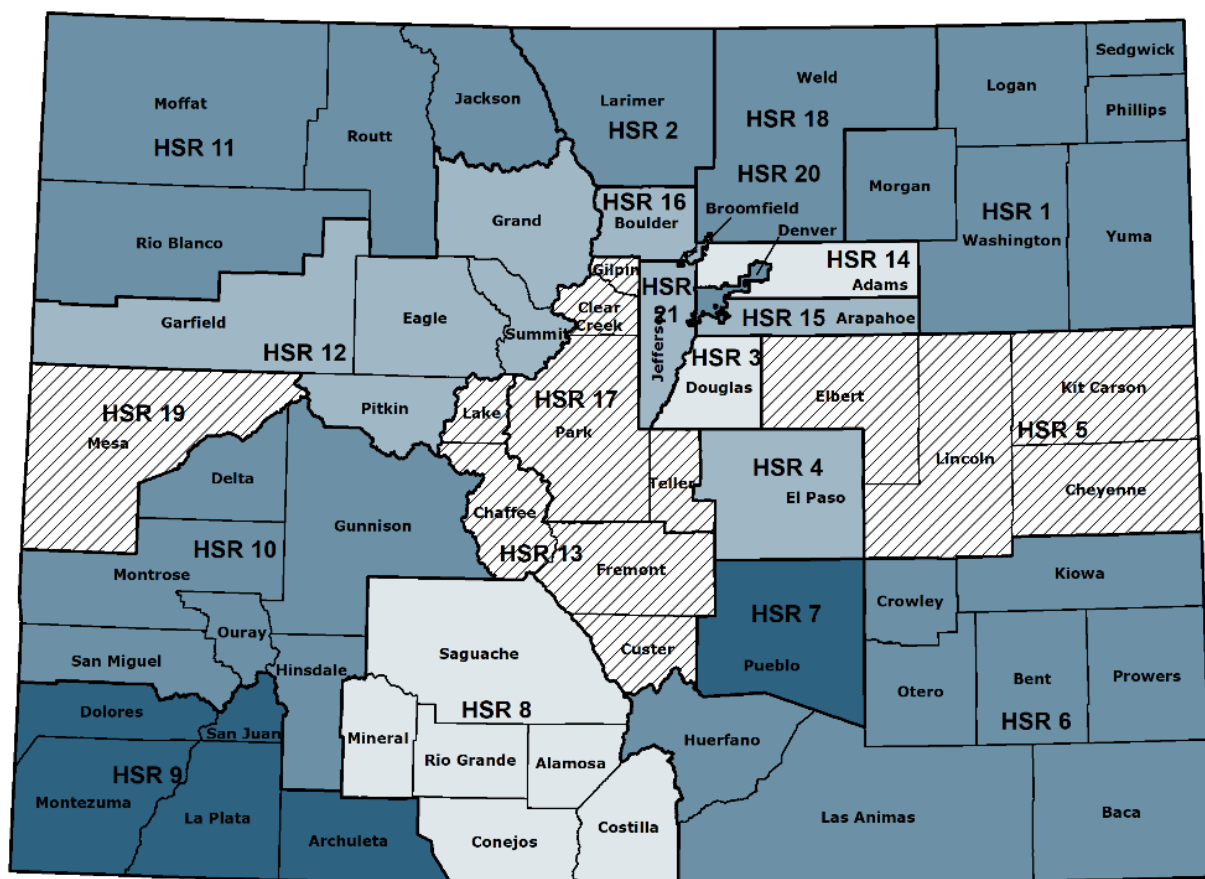 Sedgwick
Moffat
Jackson
Larimer
Weld
Logan
Phillips
HSR 11
Routt
HSR 2
HSR 18
HSR 20
Morgan
HSR 1
Washington
Yuma
Rio Blanco
Grand
HSR 16
Boulder
Broomfield
Denver
Gilpin
HSR 14
Adams
Garfield
HSR 12
Eagle
Summit
Clear
Creek
HSR
21
Jefferson
HSR 15
Arapahoe
HSR 19
Mesa
Pitkin
Lake
HSR 17
Park
HSR 3
Douglas
Elbert
Kit Carson
HSR 5
Lincoln
Cheyenne
Delta
Gunnison
Chaffee
Teller
HSR 4
El Paso
HSR 10
Montrose
HSR 13
Fremont
Kiowa
Crowley
Ouray
San Miguel
Hinsdale
Saguache
Custer
HSR 7
Pueblo
Otero
Bent
Prowers
HSR 6
Dolores
San Juan
HSR 8
Mineral
Rio Grande
Alamosa
Huerfano
HSR 9
Montezuma
La Plata
Archuleta
Conejos
Costilla
Las Animas
Baca